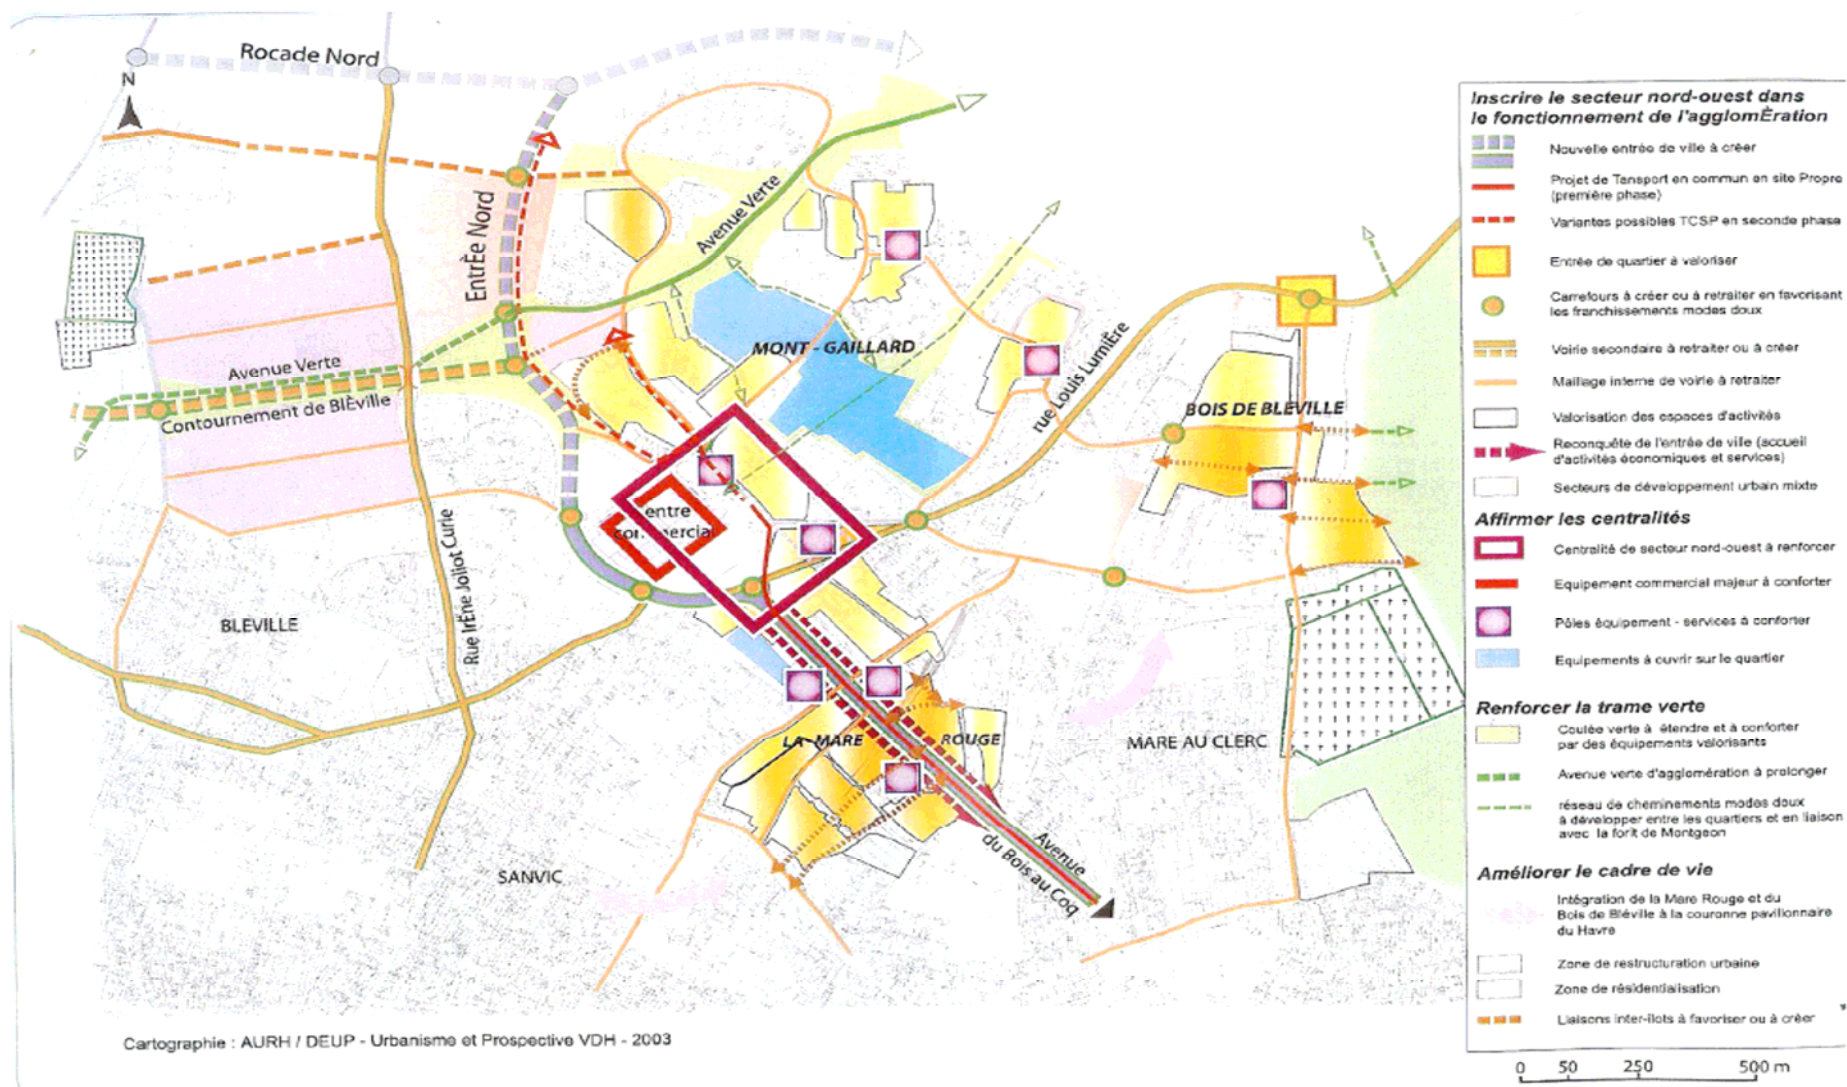 Rocade Nord
N
Entrèe Nord
Avenue Verte
MONT - GAILLARD
rue Louis Lumière
BOIS DE BLEVILLE
Avenue Verte
Contournement de Blèville
entre
commercial
Rue Irène Joliot Curie
BLEVILLE
LA MARE
ROUGE
MARE AU CLERC
SANVIC
Avenue
du Bois au Coq
Cartographie : AURH / DEUP - Urbanisme et Prospective VDH - 2003
Inscrire le secteur nord-ouest dans
le fonctionnement de l'agglomÈration
Nouvelle entrée de ville à créer
Projet de Tansport en commun en site Propre
(première phase)
Variantes possibles TCSP en seconde phase
Entrée de quartier à valoriser
Carrefours à créer ou à retraiter en favorisant
les franchissements modes doux
Voirie secondaire à retraiter ou à créer
Maillage interne de voirie à retraiter
Valorisation des espaces d'activités
Reconquête de l'entrée de ville (accueil
d'activités économiques et services)
Secteurs de développement urbain mixte
Affirmer les centralités
Centralité de secteur nord-ouest à renforcer
Equipement commercial majeur à conforter
Pôles équipement - services à conforter
Equipements à ouvrir sur le quartier
Renforcer la trame verte
Coulée verte à étendre et à conforter
par des équipements valorisants
Avenue verte d'agglomération à prolonger
réseau de cheminements modes doux
à développer entre les quartiers et en liaison
avec la forît de Montgeon
Améliorer le cadre de vie
Intégration de la Mare Rouge et du
Bois de Bléville à la couronne pavillonnaire
du Havre
Zone de restructuration urbaine
Zone de résidentialisation
Liaisons inter-îlots à favoriser ou à créer
0 50 250 500 m